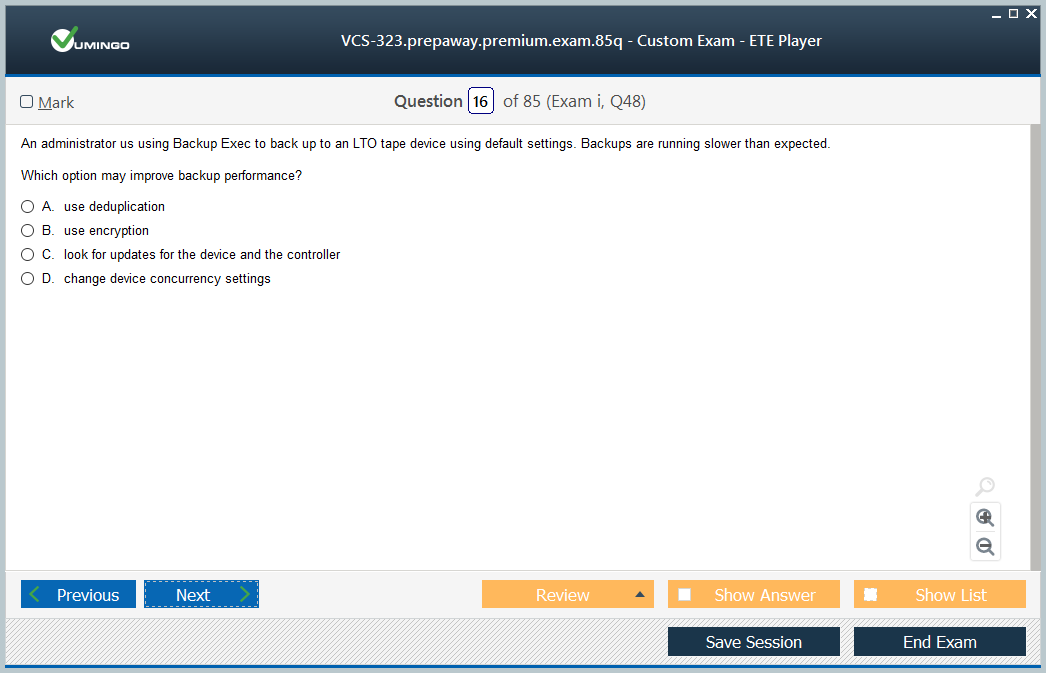 VUMINGO
VCS-323.prepaway.premium.exam.85q - Custom Exam - ETE Player
Mark
Question 16 of 85 (Exam i, Q48)
An administrator us using Backup Exec to back up to an LTO tape device using default settings. Backups are running slower than expected.
Which option may improve backup performance?
A. use deduplication
B. use encryption
C. look for updates for the device and the controller
D. change device concurrency settings
Previous
Next
Review
Show Answer
Show List
Save Session
End Exam